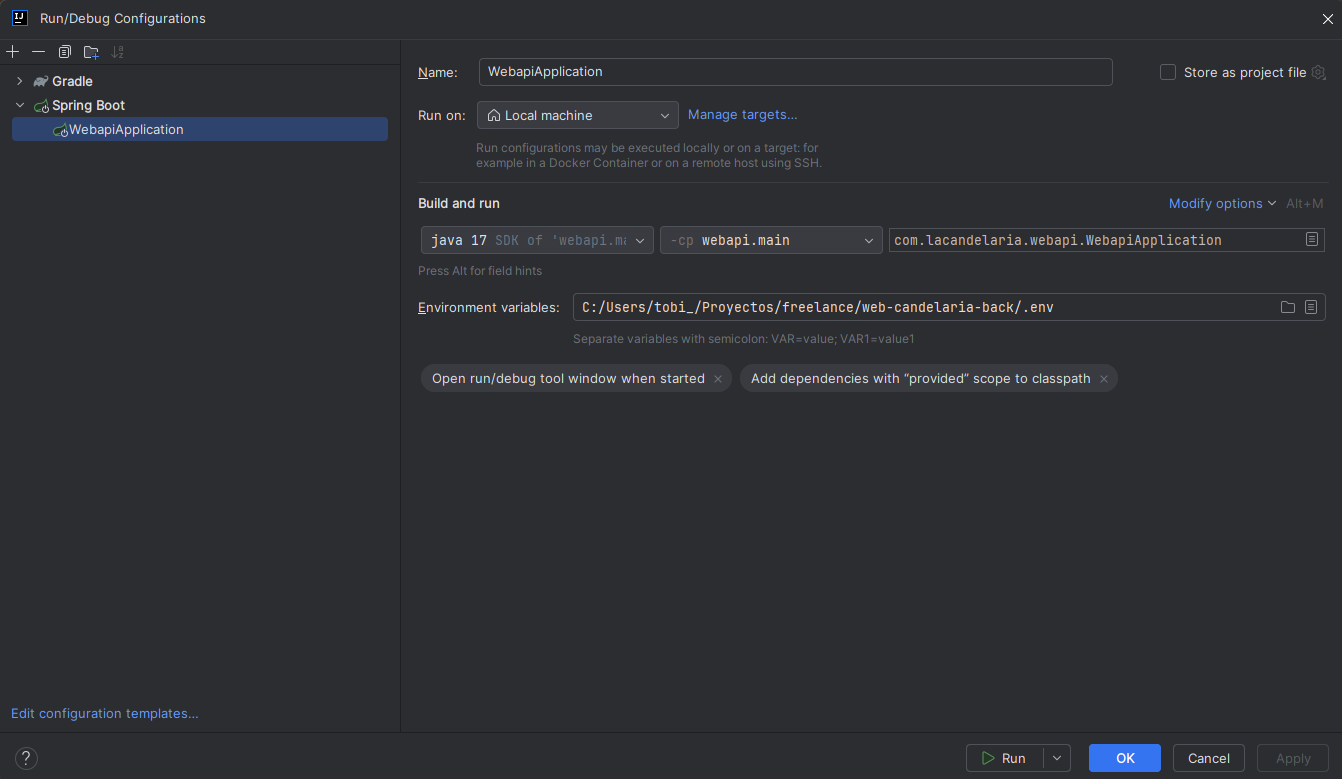 Run/Debug Configurations
Gradle
Spring Boot
WebapiApplication
Edit configuration templates...
Name: WebapiApplication
Store as project file
Run on: Local machine Manage targets...
Run configurations may be executed locally or on a target: for
example in a Docker Container or on a remote host using SSH.
Build and run
Modify options Alt+M
java 17 SDK of 'webapi.ma -cp webapi.main com.lacandelaria.webapi.WebapiApplication
Press Alt for field hints
Environment variables: C:/Users/tobi_/Proyectos/freelance/web-candelaria-back/.env
Separate variables with semicolon: VAR=value; VAR1=value1
Open run/debug tool window when started × Add dependencies with “provided” scope to classpath ×
? Run OK Cancel Apply